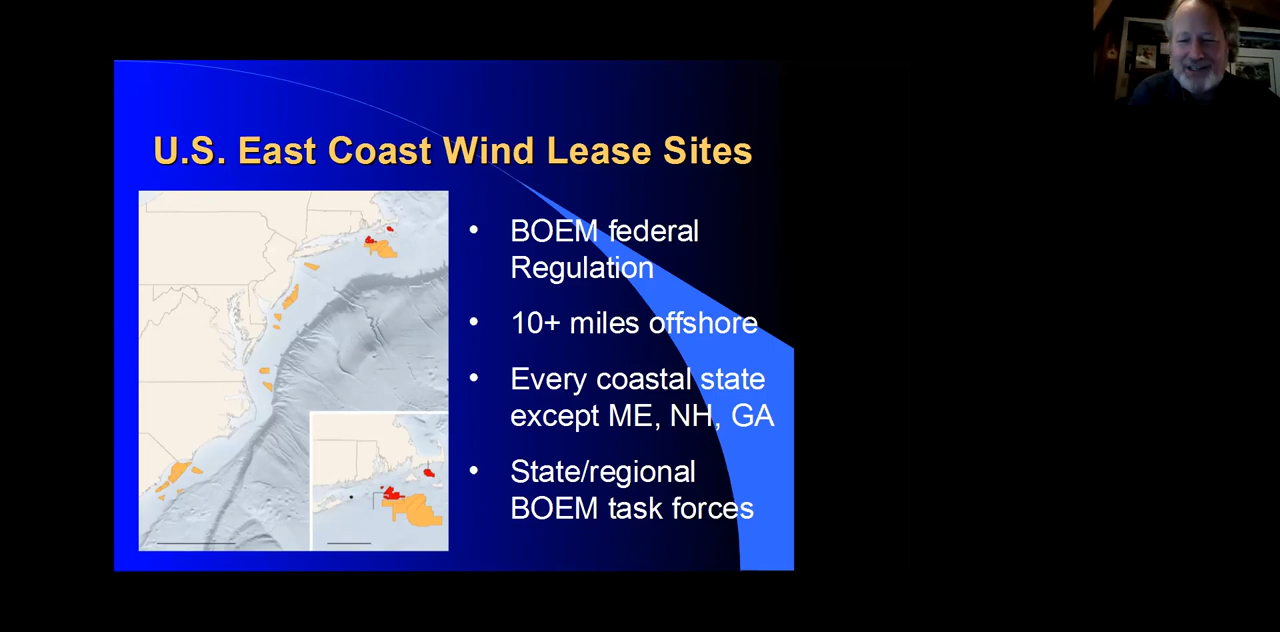 U.S. East Coast Wind Lease Sites
• BOEM federal
Regulation
• 10+ miles offshore
• Every coastal state
except ME, NH, GA
• State/regional
BOEM task forces